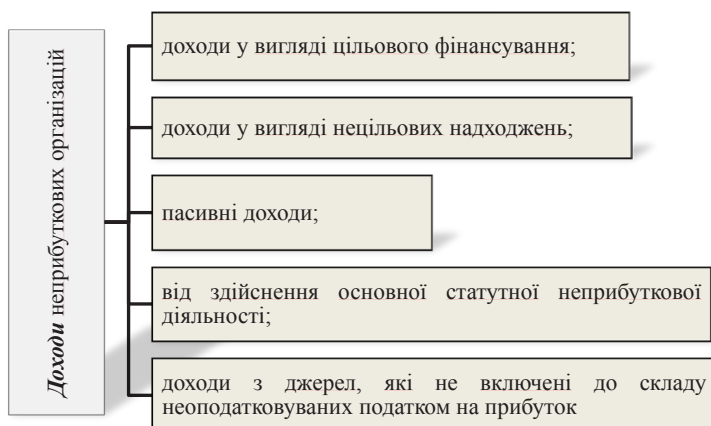 Доходи неприбуткових організацій
доходи у вигляді цільового фінансування;
доходи у вигляді нецільових надходжень;
пасивні доходи;
від здійснення основної статутної неприбуткової
діяльності;
доходи з джерел, які не включені до складу
неоподатковуваних податком на прибуток